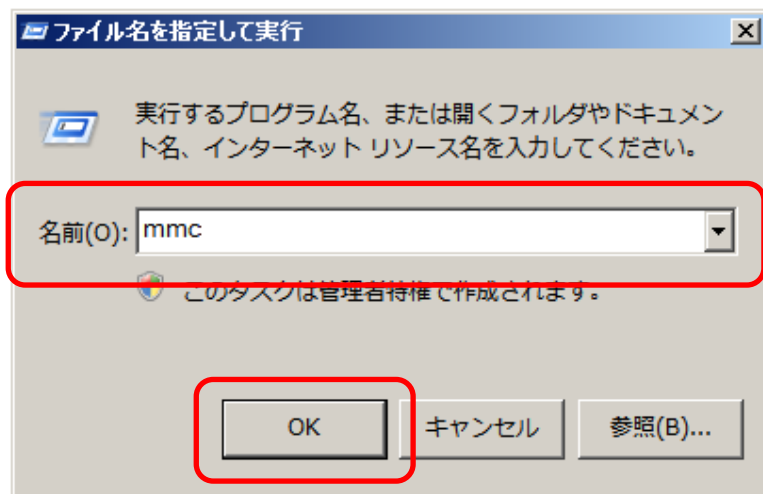 ファイル名を指定して実行
実行するプログラム名、または開くフォルダやドキュメン
ト名、インターネット リソース名を入力してください。
名前(O): mmc
このタスクは管理者特権で作成されます。
OK キャンセル 参照(B)...